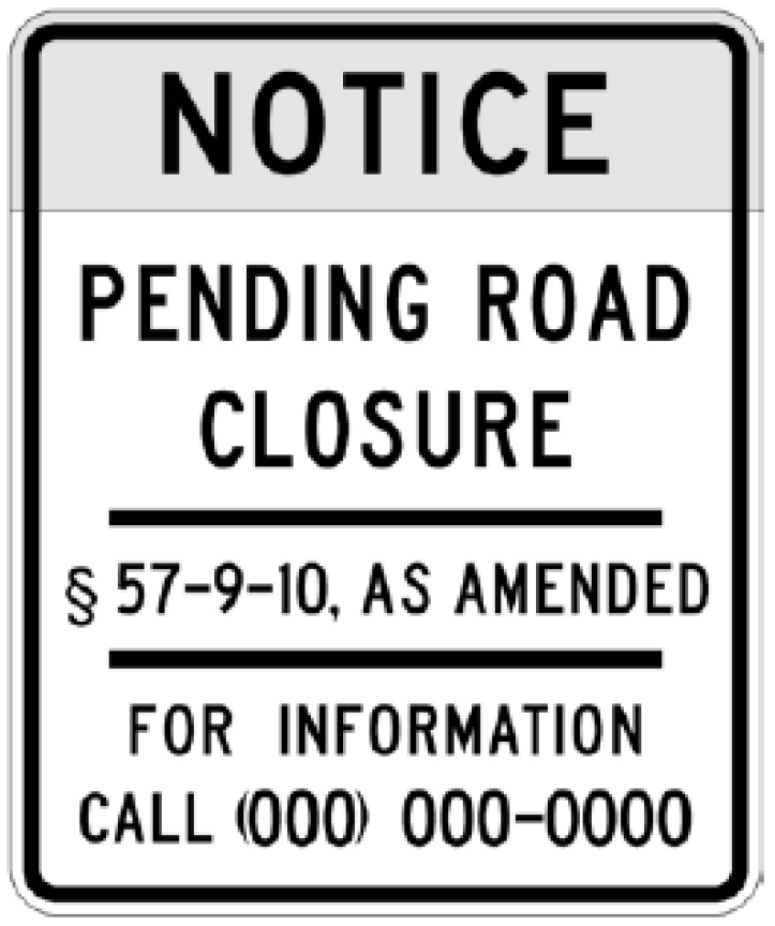 NOTICE
PENDING ROAD
CLOSURE
§ 57-9-10, AS AMENDED
FOR INFORMATION
CALL (000) 000-0000